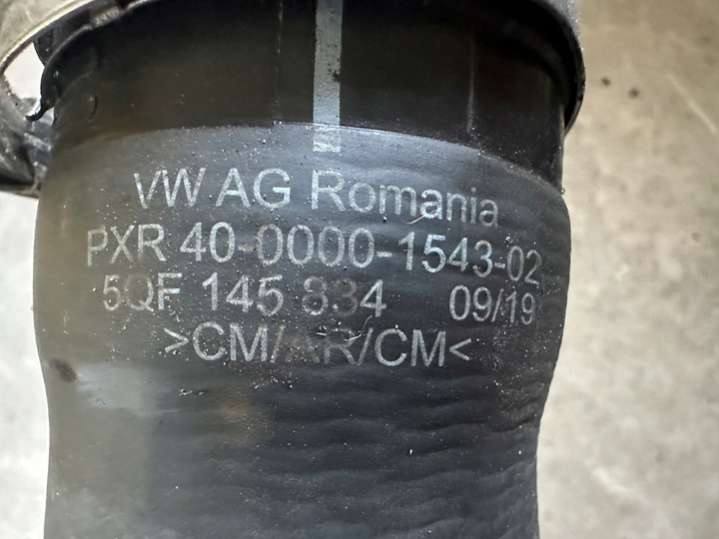 VW AG Romania
PXR 40-0000-1543-02
5QF 145 834 09/19
>CM/AR/CM<